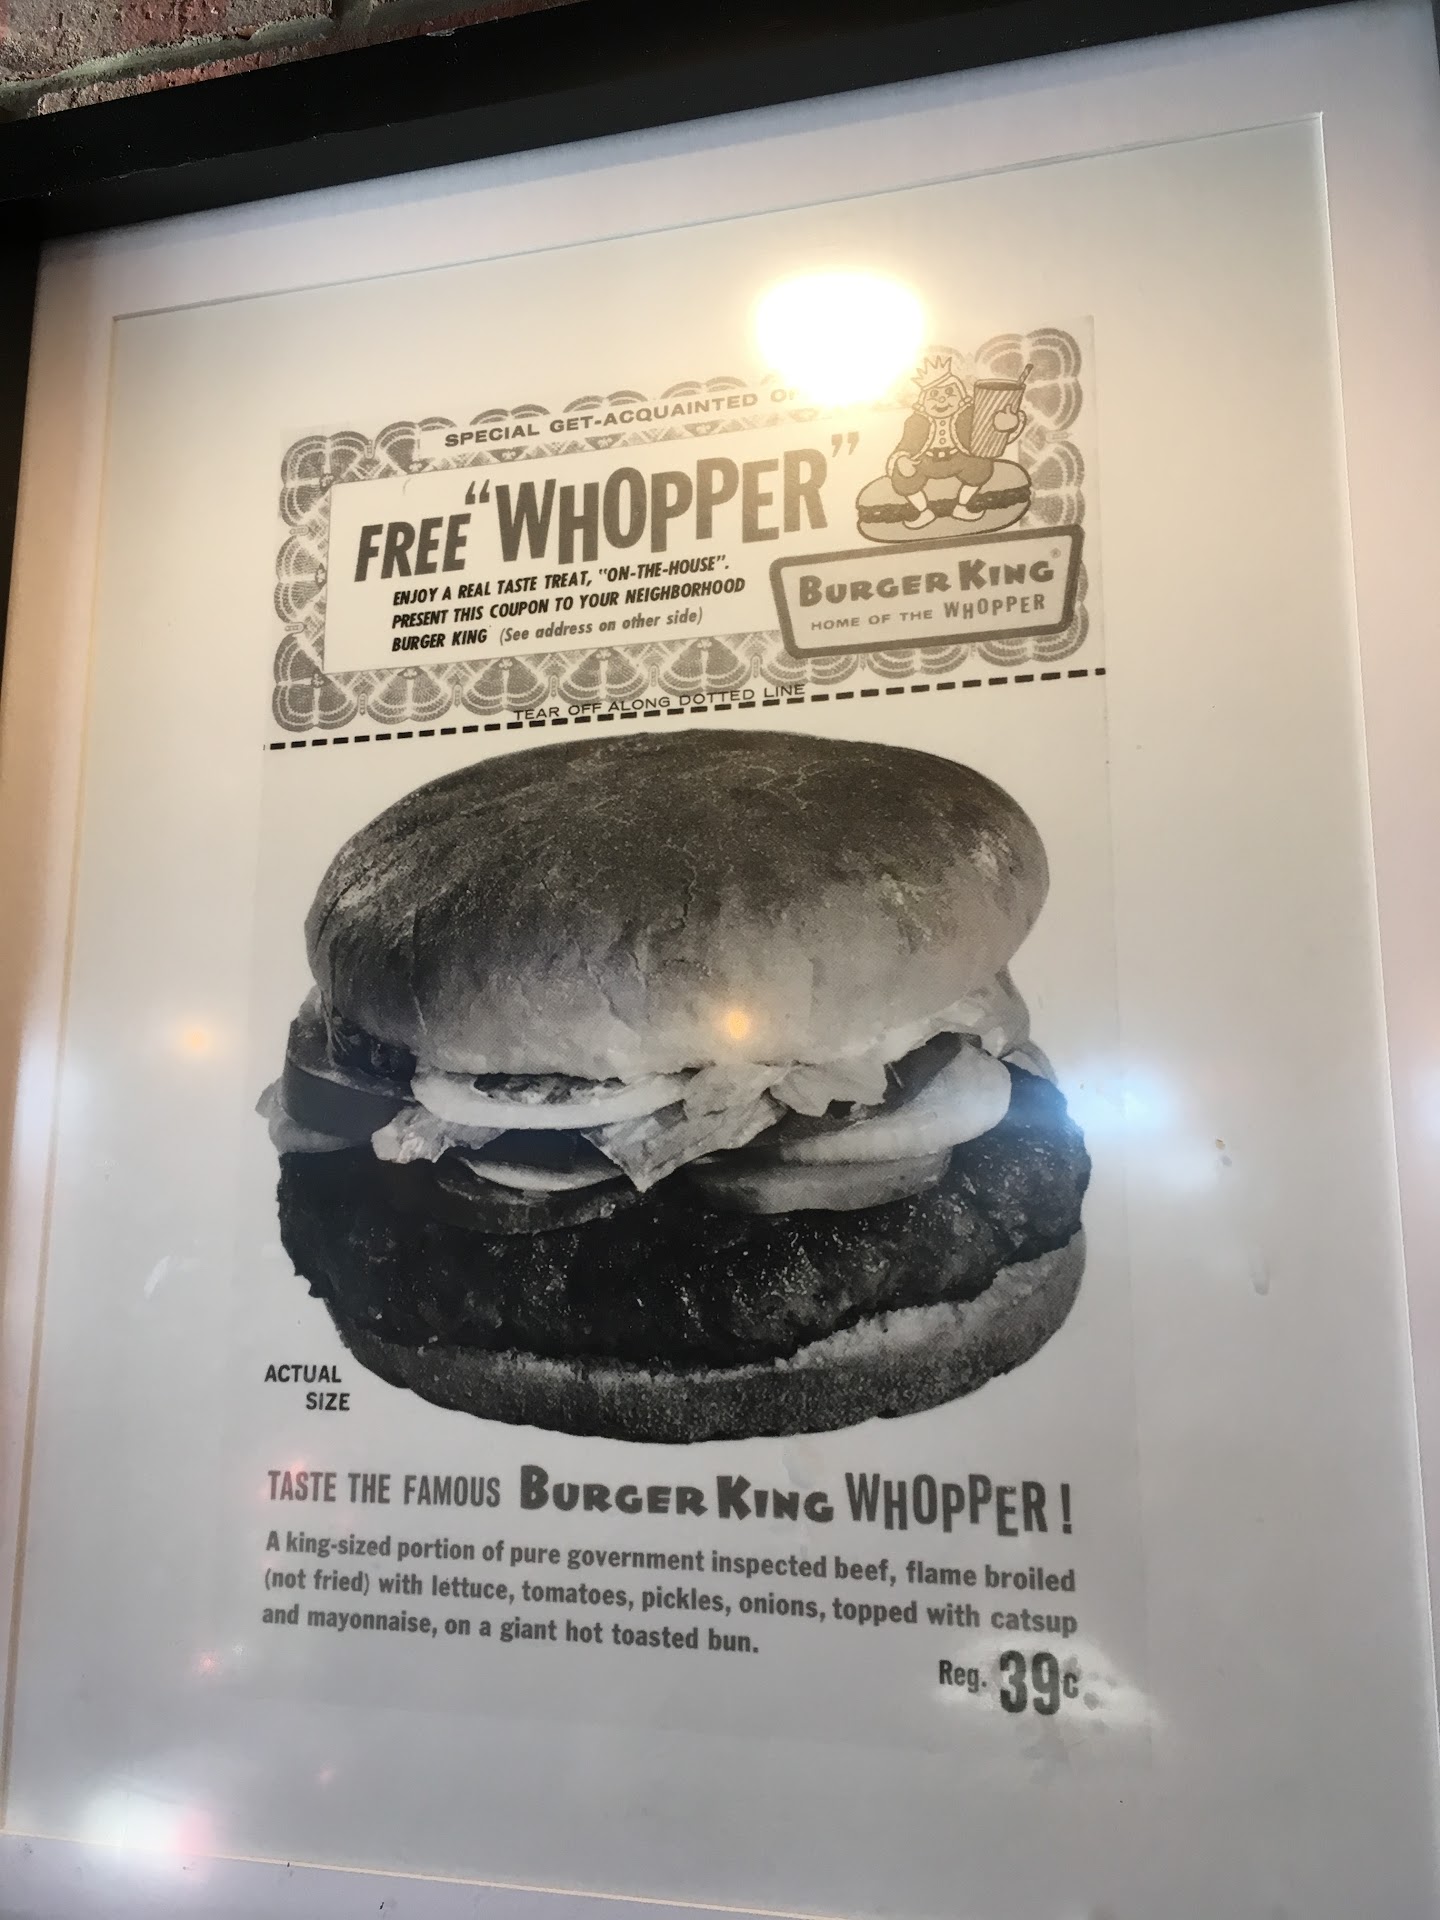 SPECIAL GET-ACQUAINTED
FREE "WHOPPER"
ENJOY A REAL TASTE TREAT, "ON-THE-HOUSE".
PRESENT THIS COUPON TO YOUR NEIGHBORHOOD
BURGER KING (See address on other side)
BURGER KING®
HOME OF THE WHOPPER
TEAR OFF ALONG DOTTED LINE
ACTUAL
SIZE
TASTE THE FAMOUS BURGER KING WHOPPER!
A king-sized portion of pure government inspected beef, flame broiled
(not fried) with lettuce, tomatoes, pickles, onions, topped with catsup
and mayonnaise, on a giant hot toasted bun.
Reg. 39c